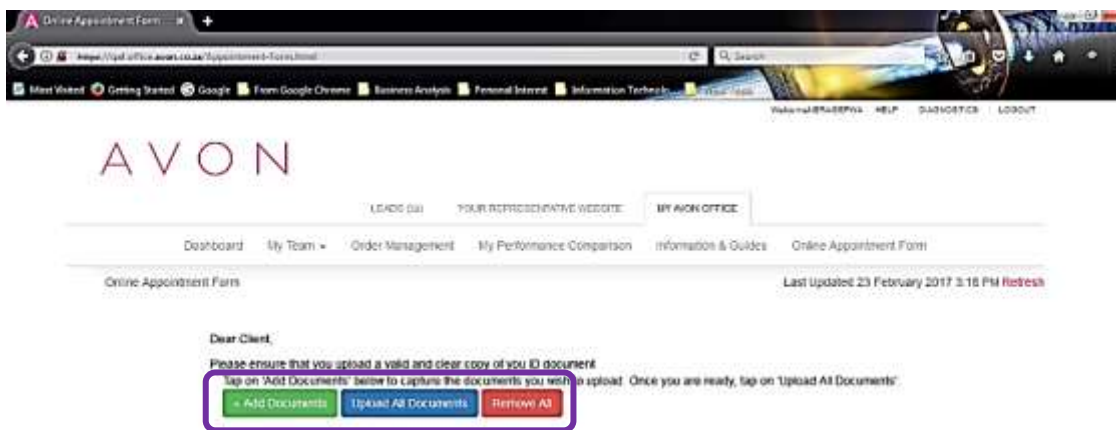 Online Appointment Form
Search
Most Visited Getting Started Google From Google Chrome Business Analysis Personal Interest Information
HELP DIAGNOSTICS LOGOUT
AVON
LEADS YOUR REPRESENTATIVE WEBSITE MY AVON OFFICE
Dashboard My Team Order Management My Performance Comparison Information & Guides Online Appointment Form
Online Appointment Form Last Updated 23 February 2017 3:16 PM Refresh
Dear Client,
Please ensure that you upload a valid and clear copy of you ID document
Tap on 'Add Documents' below to capture the documents you wish to upload. Once you are ready, tap on 'Upload All Documents'.
+ Add Documents Upload All Documents Remove All